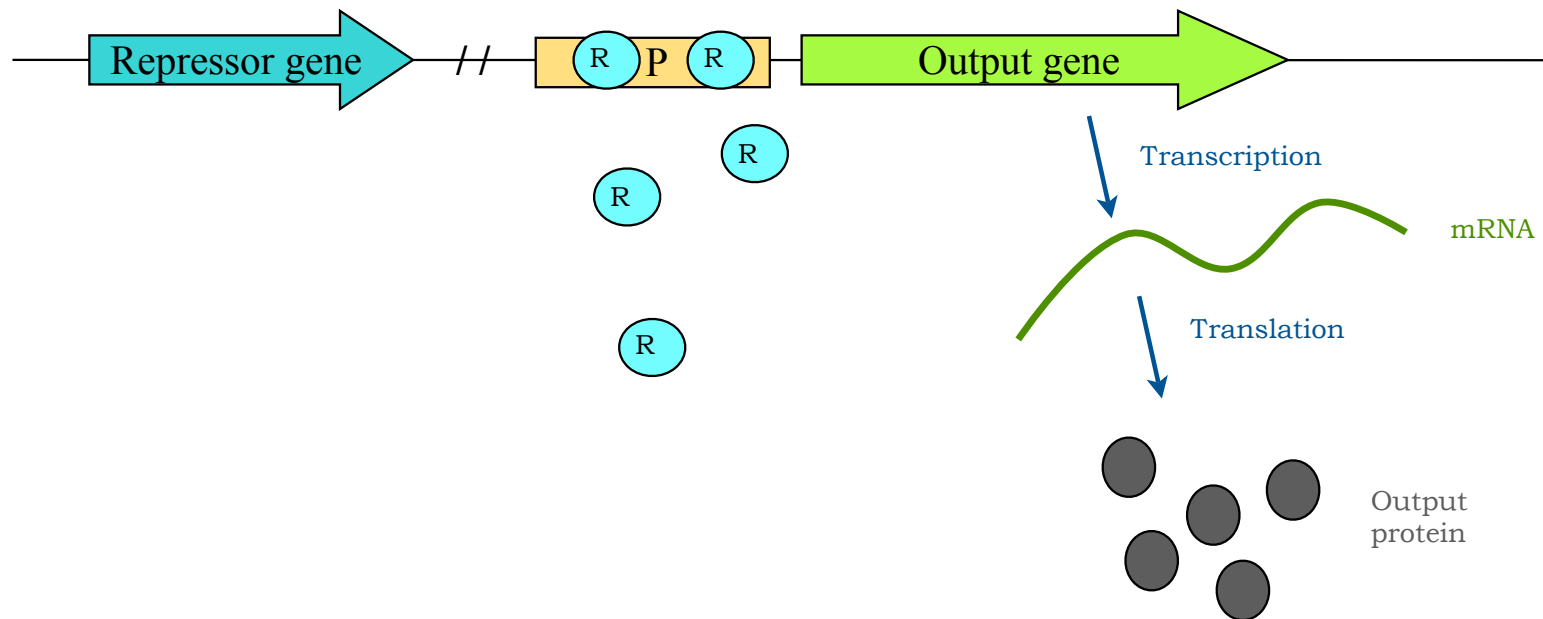 Repressor gene
//
R
P
R
Output gene
R
R
R
Transcription
mRNA
Translation
Output
protein